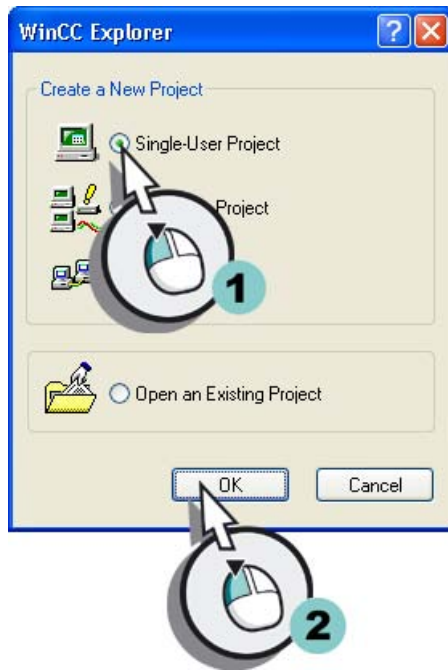 WinCC Explorer
Create a New Project
Single-User Project
Project
1
Open an Existing Project
OK
Cancel
2